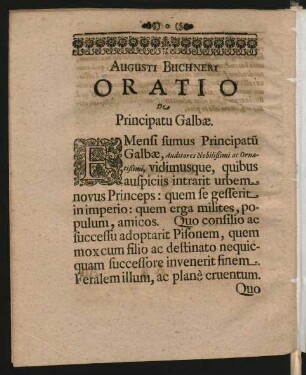 AUGUSTI BUCHNERI
ORATIO
De
Principatu Galbæ.
EMensi sumus Principatũ
Galbæ, Auditores Nobilissimi ac Orna-
tissimi, vidimusque, quibus
auspiciis intrarit urbem
novus Princeps: quem se gesserit
in imperio: quem erga milites, po-
pulum, amicos. Quo consilio ac
successu adoptarit Pisonem, quem
mox cum filio ac destinato nequic-
quam successore invenerit finem
Feralem illum, ac planè cruentum.
Quo